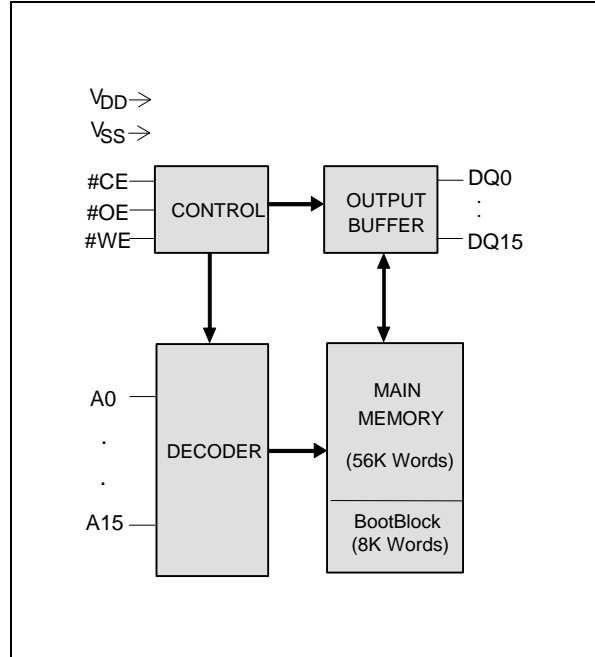 VDD
VSS
#CE
#OE
#WE
CONTROL
OUTPUT
BUFFER
DQ0
.
.
DQ15
A0
.
.
A15
DECODER
MAIN
MEMORY
(56K Words)
BootBlock
(8K Words)